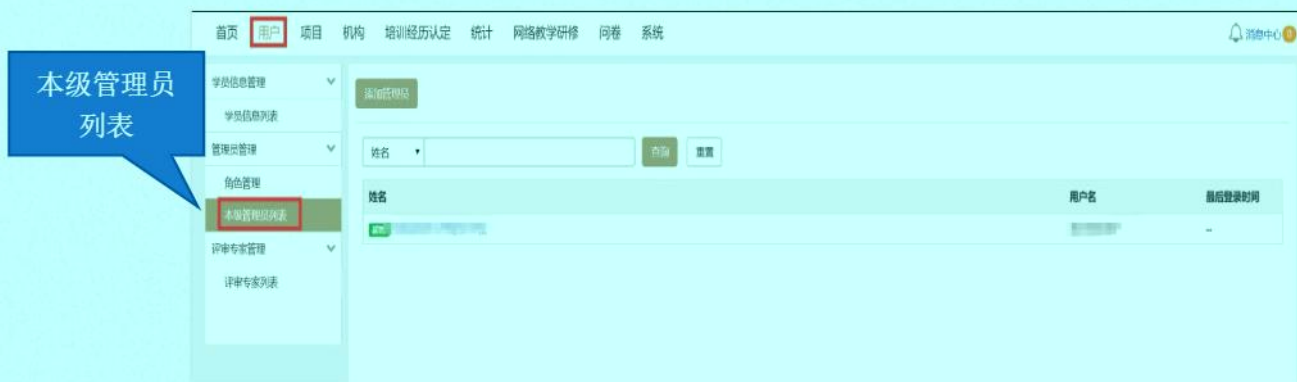 首页 用户 项目 机构 培训经历认定 统计 网络教学研修 问卷 系统 消息中心 0
本级管理员
列表
学员信息管理
学员信息列表
管理员管理
角色管理
本级管理员列表
评审专家管理
评审专家列表
添加管理员
姓名 查询 重置
姓名 用户名 最后登录时间
--